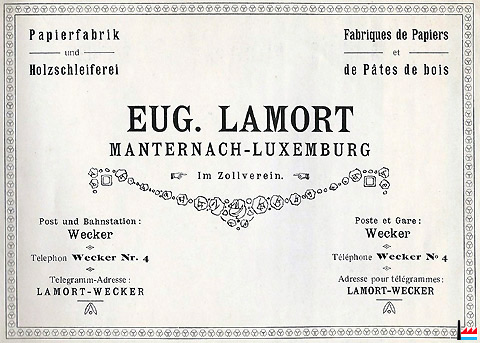 Papierfabrik
und
Holzschleiferei
Fabriques de Papiers
et
de Pâtes de bois
EUG. LAMORT
MANTERNACH-LUXEMBURG
Im Zollverein.
Post und Bahnstation:
Wecker
Telephon Wecker Nr. 4
Telegramm-Adresse:
LAMORT-WECKER
Poste et Gare:
Wecker
Téléphone Wecker No 4
Adresse pour télégrammes:
LAMORT-WECKER